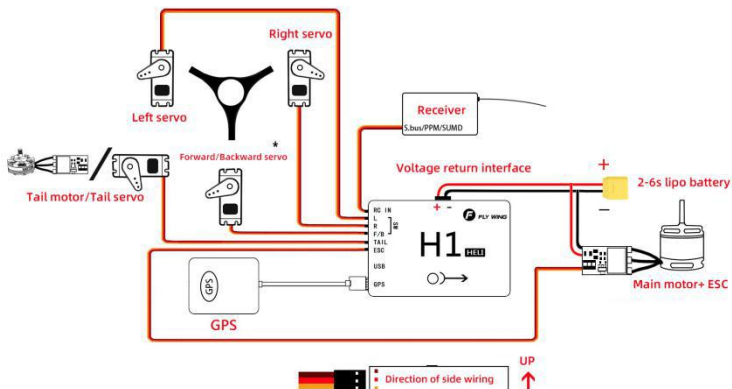 Right servo
Left servo
*
Forward/Backward servo
Tail motor/Tail servo
Receiver
S.bus/PPM/SUMD
Voltage return interface
+
2-6s lipo battery
−
+ -
RC IN
L
R
F/B
SW
TAIL
ESC
USB
GPS
FLY WING
H1 HELI
GPS
GPS
Main motor+ ESC
UP
Direction of side wiring